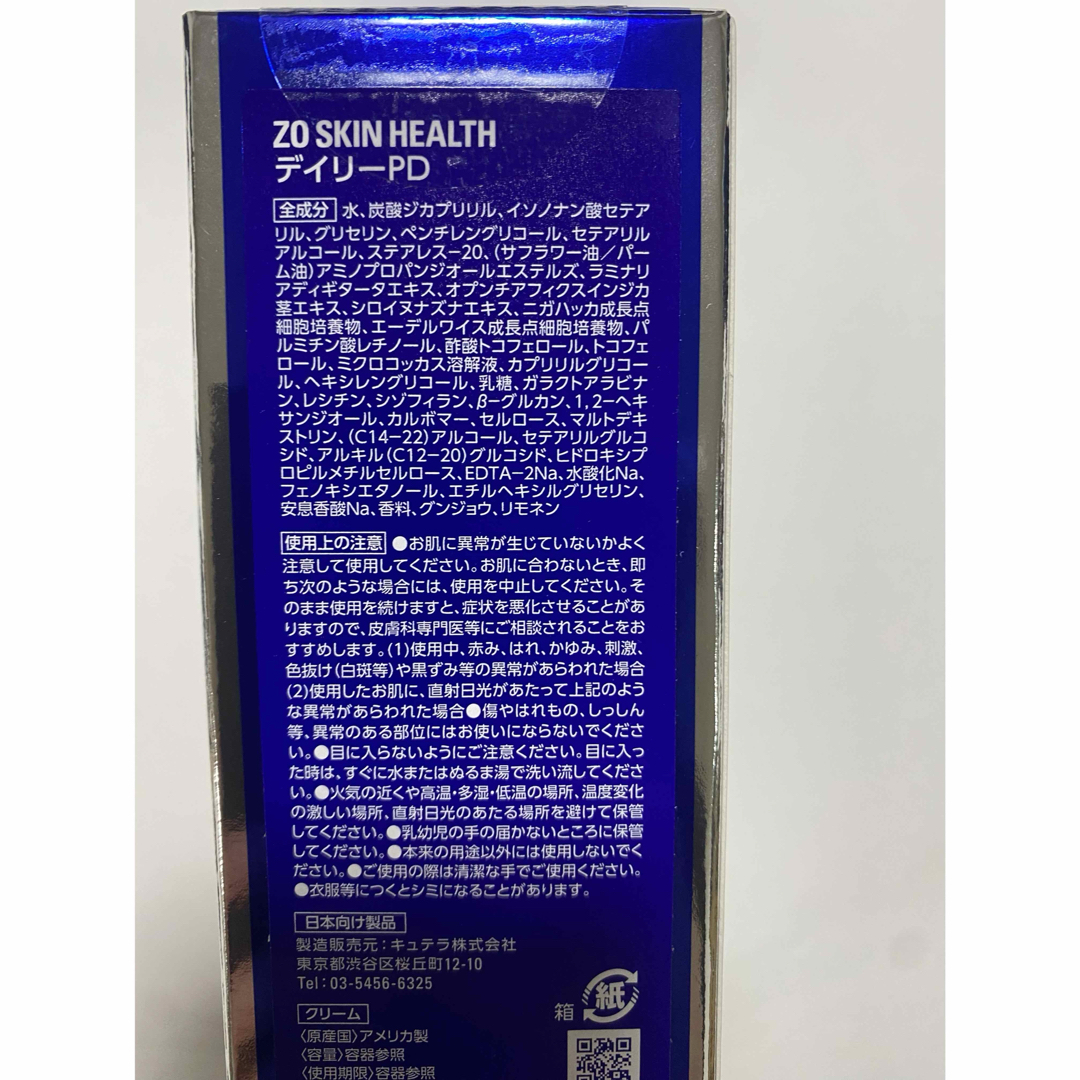 ZO SKIN HEALTH
デイリーPD
全成分 水、炭酸ジカプリリル、イソノナン酸セテア
リル、グリセリン、ペンチレングリコール、セテアリル
アルコール、ステアレス-20、(サフラワー油/パー
ム油)アミノプロパンジオールエステルズ、ラミナリ
アディギタータエキス、オプンチアフィクスインジカ
茎エキス、シロイヌナズナエキス、ニガハッカ成長点
細胞培養物、エーデルワイス成長点細胞培養物、パ
ルミチン酸レチノール、酢酸トコフェロール、トコフェ
ロール、ミクロコッカス溶解液、カプリリルグリコー
ル、ヘキシレングリコール、乳糖、ガラクトアラビナ
ン、レシチン、シゾフィラン、β-グルカン、1,2-ヘキ
サンジオール、カルボマー、セルロース、マルトデキ
ストリン、(C14-22)アルコール、セテアリルグルコ
シド、アルキル(C12-20)グルコシド、ヒドロキシプ
ロピルメチルセルロース、EDTA-2Na、水酸化Na、
フェノキシエタノール、エチルヘキシルグリセリン、
安息香酸Na、香料、グンジョウ、リモネン
使用上の注意 ●お肌に異常が生じていないかよく
注意して使用してください。お肌に合わないとき、即
ち次のような場合には、使用を中止してください。そ
のまま使用を続けますと、症状を悪化させることがあ
りますので、皮膚科専門医等にご相談されることをお
すすめします。(1)使用中、赤み、はれ、かゆみ、刺激、
色抜け(白斑等)や黒ずみ等の異常があらわれた場合
(2)使用したお肌に、直射日光があたって上記のよう
な異常があらわれた場合●傷やはれもの、しっしん
等、異常のある部位にはお使いにならないでくださ
い。●目に入らないようにご注意ください。目に入っ
た時は、すぐに水またはぬるま湯で洗い流してくださ
い。●火気の近くや高温・多湿・低温の場所、温度変化
の激しい場所、直射日光のあたる場所を避けて保管
してください。●乳幼児の手の届かないところに保管
してください。●本来の用途以外には使用しないでく
ださい。●ご使用の際は清潔な手でご使用ください。
●衣服等につくとシミになることがあります。
日本向け製品
製造販売元:キュテラ株式会社
東京都渋谷区桜丘町12-10
Tel:03-5456-6325
箱 紙
クリーム
〈原産国〉アメリカ製
〈容量〉容器参照
〈使用期限〉容器参照